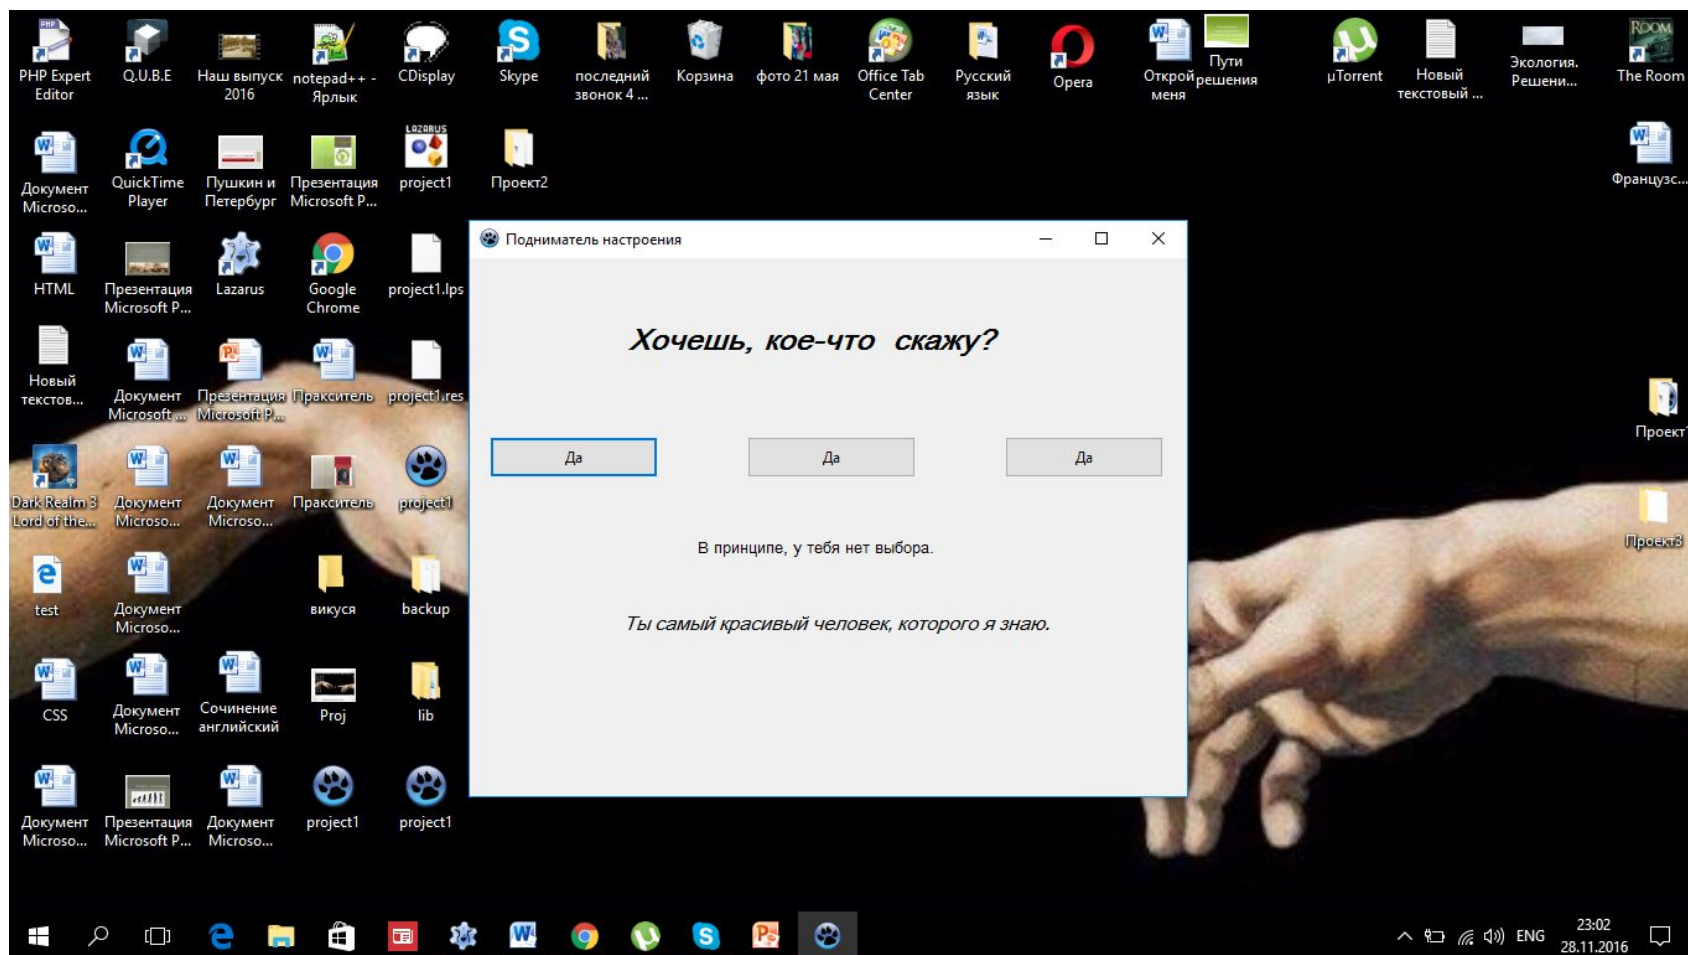 PHP Expert
Editor
Q.U.B.E
Наш выпуск
2016
notepad++ -
Ярлык
CDisplay
Skype
последний
звонок 4 ...
Корзина
фото 21 мая
Office Tab
Center
Русский
язык
Opera
Открой
меня
Пути
решения
µTorrent
Новый
текстовый ...
Экология.
Решени...
ROOM
The Room
Документ
Microso...
QuickTime
Player
Пушкин и
Петербург
Презентация
Microsoft P...
LAZARUS
project1
Проект2
Француз​с...
Подниматель настроения
HTML
Презентация
Microsoft P...
Lazarus
Google
Chrome
project1.lps
Хочешь, кое-что скажу?
Новый
текстов...
Документ
Microsoft ...
Презентация
Microsoft P...
Пракситель
project1.res
Да
Да
Да
Dark Realm 3
Lord of the...
Документ
Microso...
Документ
Microso...
Пракситель
project1
В принципе, у тебя нет выбора.
Проект3
test
Документ
Microso...
викуся
backup
Ты самый красивый человек, которого я знаю.
CSS
Документ
Microso...
Сочинение
английский
Proj
lib
Документ
Microso...
Презентация
Microsoft P...
Документ
Microso...
project1
project1
ENG
23:02
28.11.2016